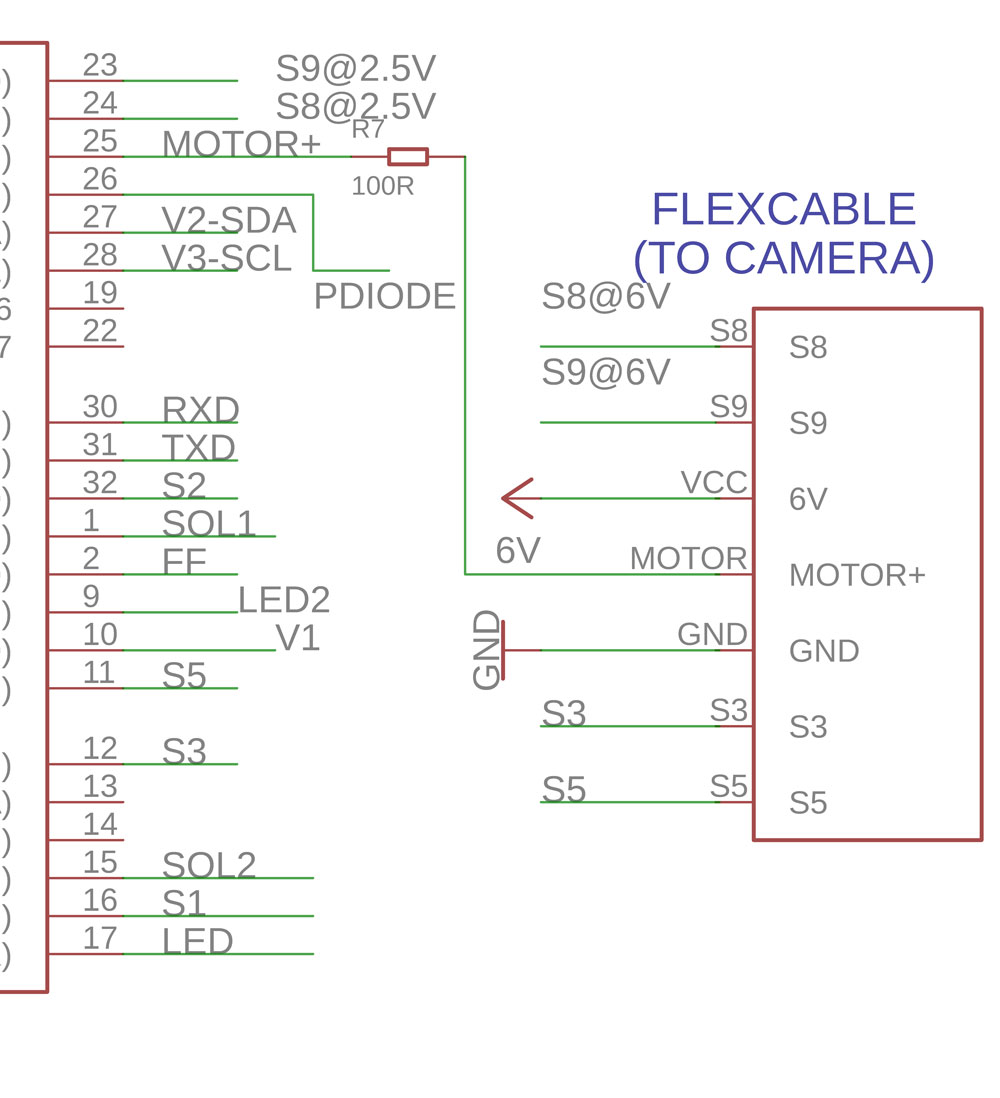 23 S9@2.5V
24 S8@2.5V
R7
25 MOTOR+
100R
26
27 V2-SDA
28 V3-SCL
PDIODE
19
6
22
7
30 RXD
31 TXD
32 S2
1 SOL1
2 FF
9 LED2
10 V1
11 S5
12 S3
13
14
15 SOL2
16 S1
17 LED
FLEXCABLE
(TO CAMERA)
S8@6V
S8 S8
S9@6V
S9 S9
VCC 6V
6V
MOTOR MOTOR+
GND GND GND
S3 S3 S3
S5 S5 S5